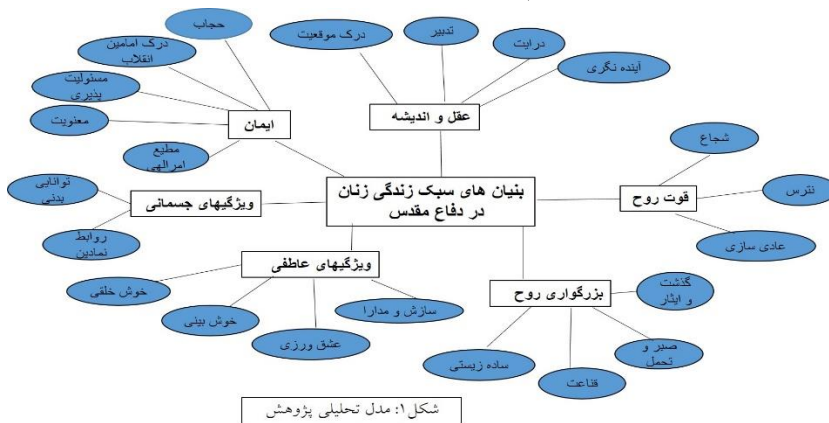 حجاب
درک امامین
انقلاب
مسئولیت
پذیری
معنویت
مطیع
امرالهی
ایمان
درک موقعیت
تدبیر
درایت
آینده نگری
عقل و اندیشه
شجاع
نترس
عادی سازی
قوت روح
بنیان های سبک زندگی زنان
در دفاع مقدس
توانایی
بدنی
روابط
نمادین
ویژگیهای جسمانی
ویژگیهای عاطفی
خوش خلقی
خوش بینی
عشق ورزی
سازش و مدارا
بزرگواری روح
گذشت
و ایثار
صبر و
تحمل
قناعت
ساده زیستی
شکل۱: مدل تحلیلی پژوهش